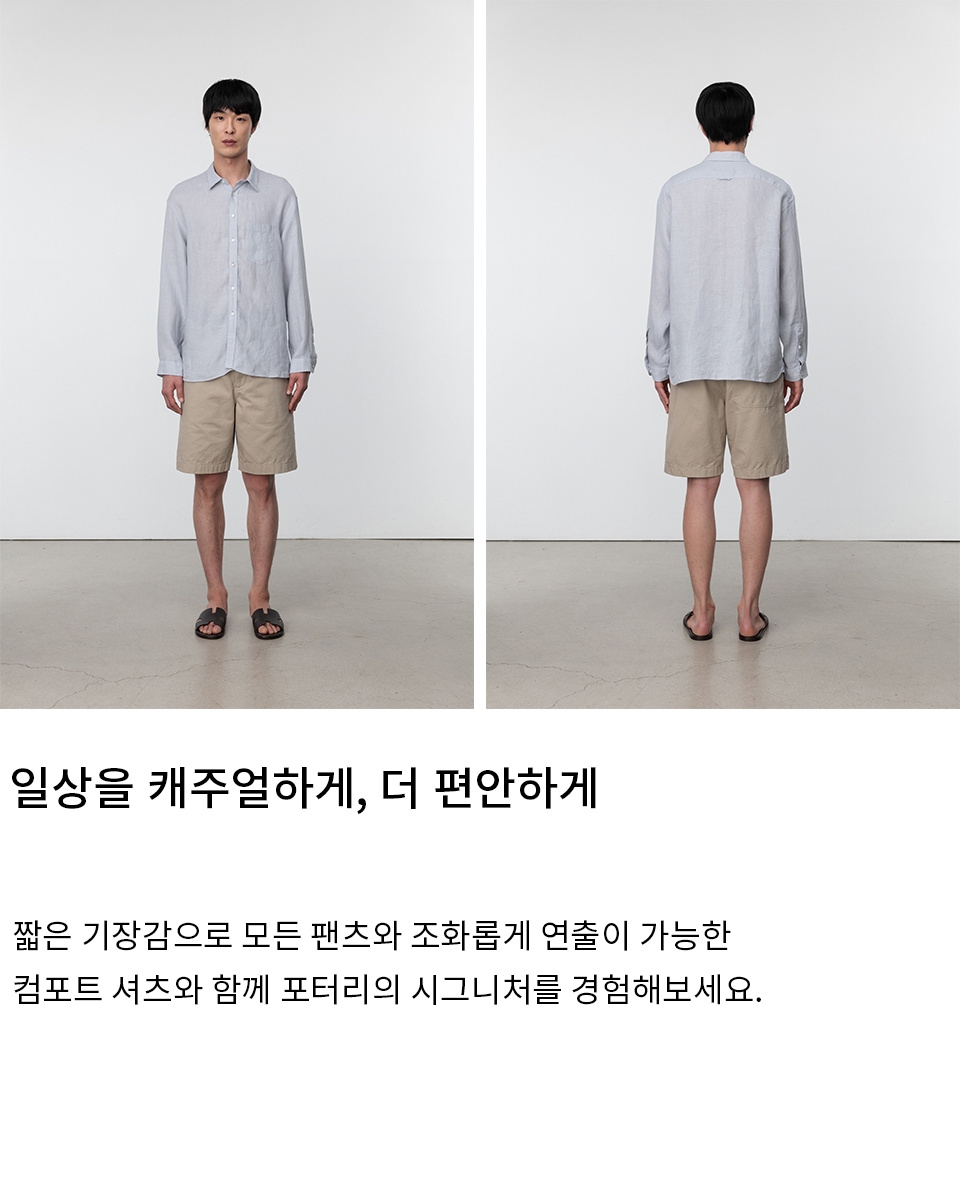 일상을 캐주얼하게, 더 편안하게
짧은 기장감으로 모든 팬츠와 조화롭게 연출이 가능한
컴포트 셔츠와 함께 포터리의 시그니처를 경험해보세요.